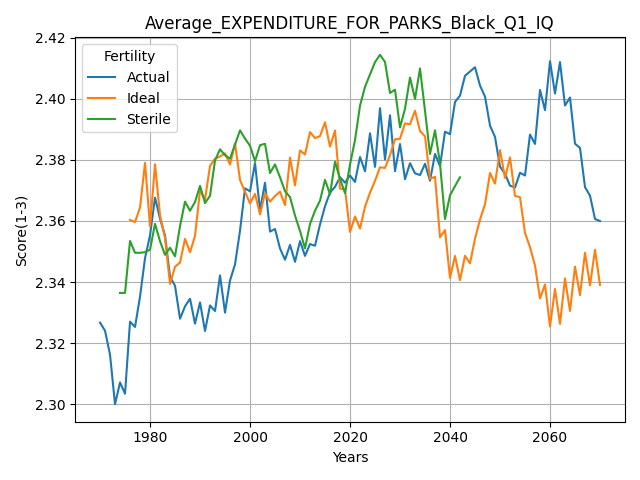 Average_EXPENDITURE_FOR_PARKS_Black_Q1_IQ
Fertility
Actual
Ideal
Sterile
Score(1-3)
2.42
2.40
2.38
2.36
2.34
2.32
2.30
1980 2000 2020 2040 2060
Years